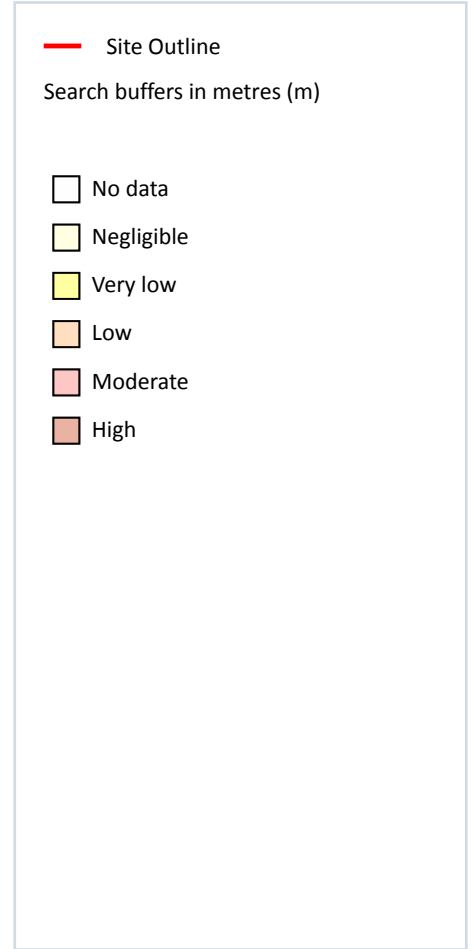 Site Outline
Search buffers in metres (m)
No data
Negligible
Very low
Low
Moderate
High